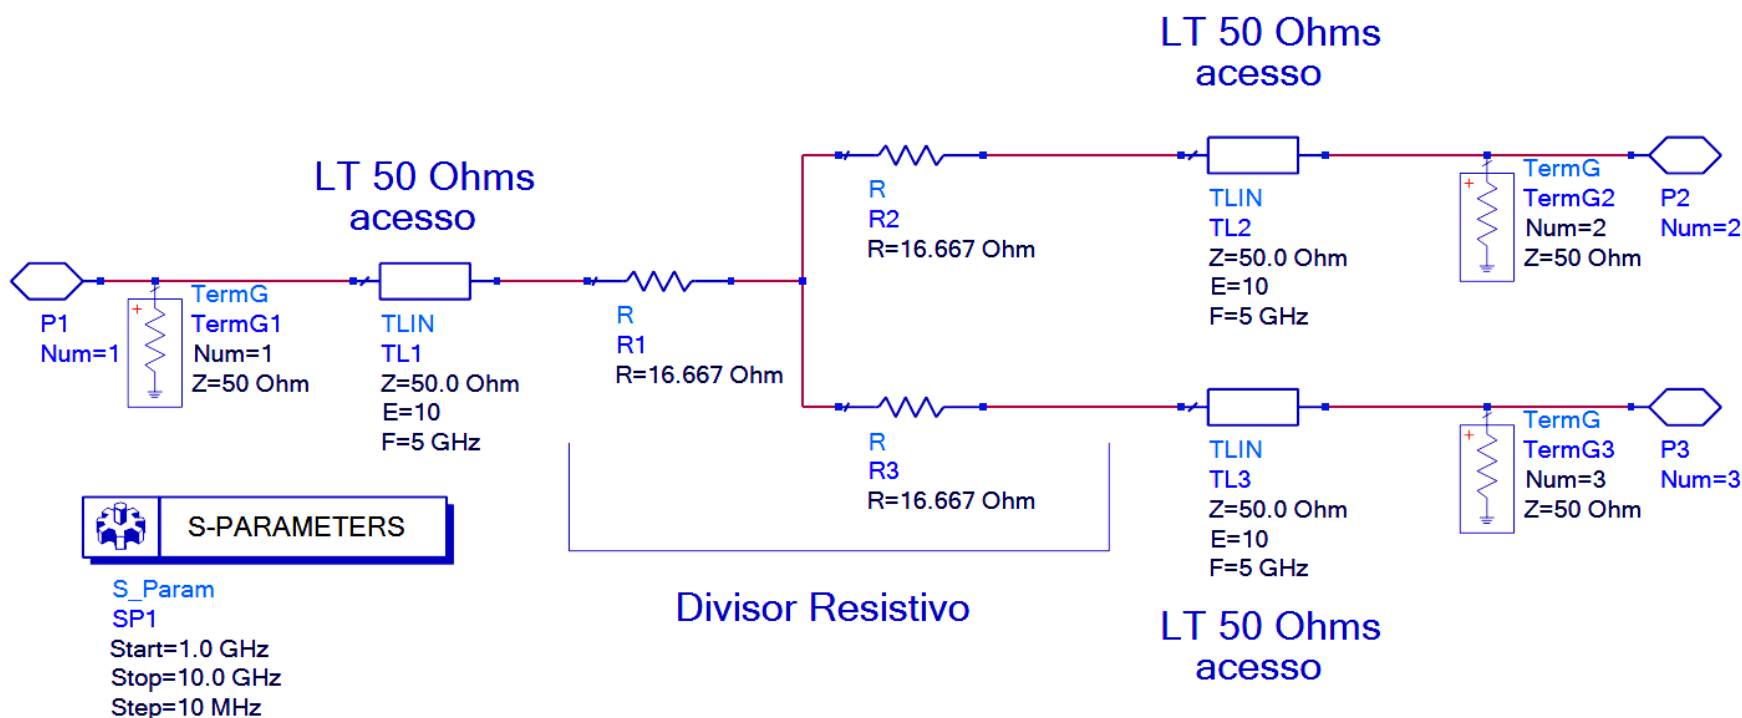 LT 50 Ohms
acesso
LT 50 Ohms
acesso
P1
Num=1
+
TermG
TermG1
Num=1
Z=50 Ohm
TLIN
TL1
Z=50.0 Ohm
E=10
F=5 GHz
R
R1
R=16.667 Ohm
R
R2
R=16.667 Ohm
TLIN
TL2
Z=50.0 Ohm
E=10
F=5 GHz
+
TermG
TermG2
Num=2
Z=50 Ohm
P2
Num=2
R
R3
R=16.667 Ohm
TLIN
TL3
Z=50.0 Ohm
E=10
F=5 GHz
+
TermG
TermG3
Num=3
Z=50 Ohm
P3
Num=3
S-PARAMETERS
S_Param
SP1
Start=1.0 GHz
Stop=10.0 GHz
Step=10 MHz
Divisor Resistivo
LT 50 Ohms
acesso